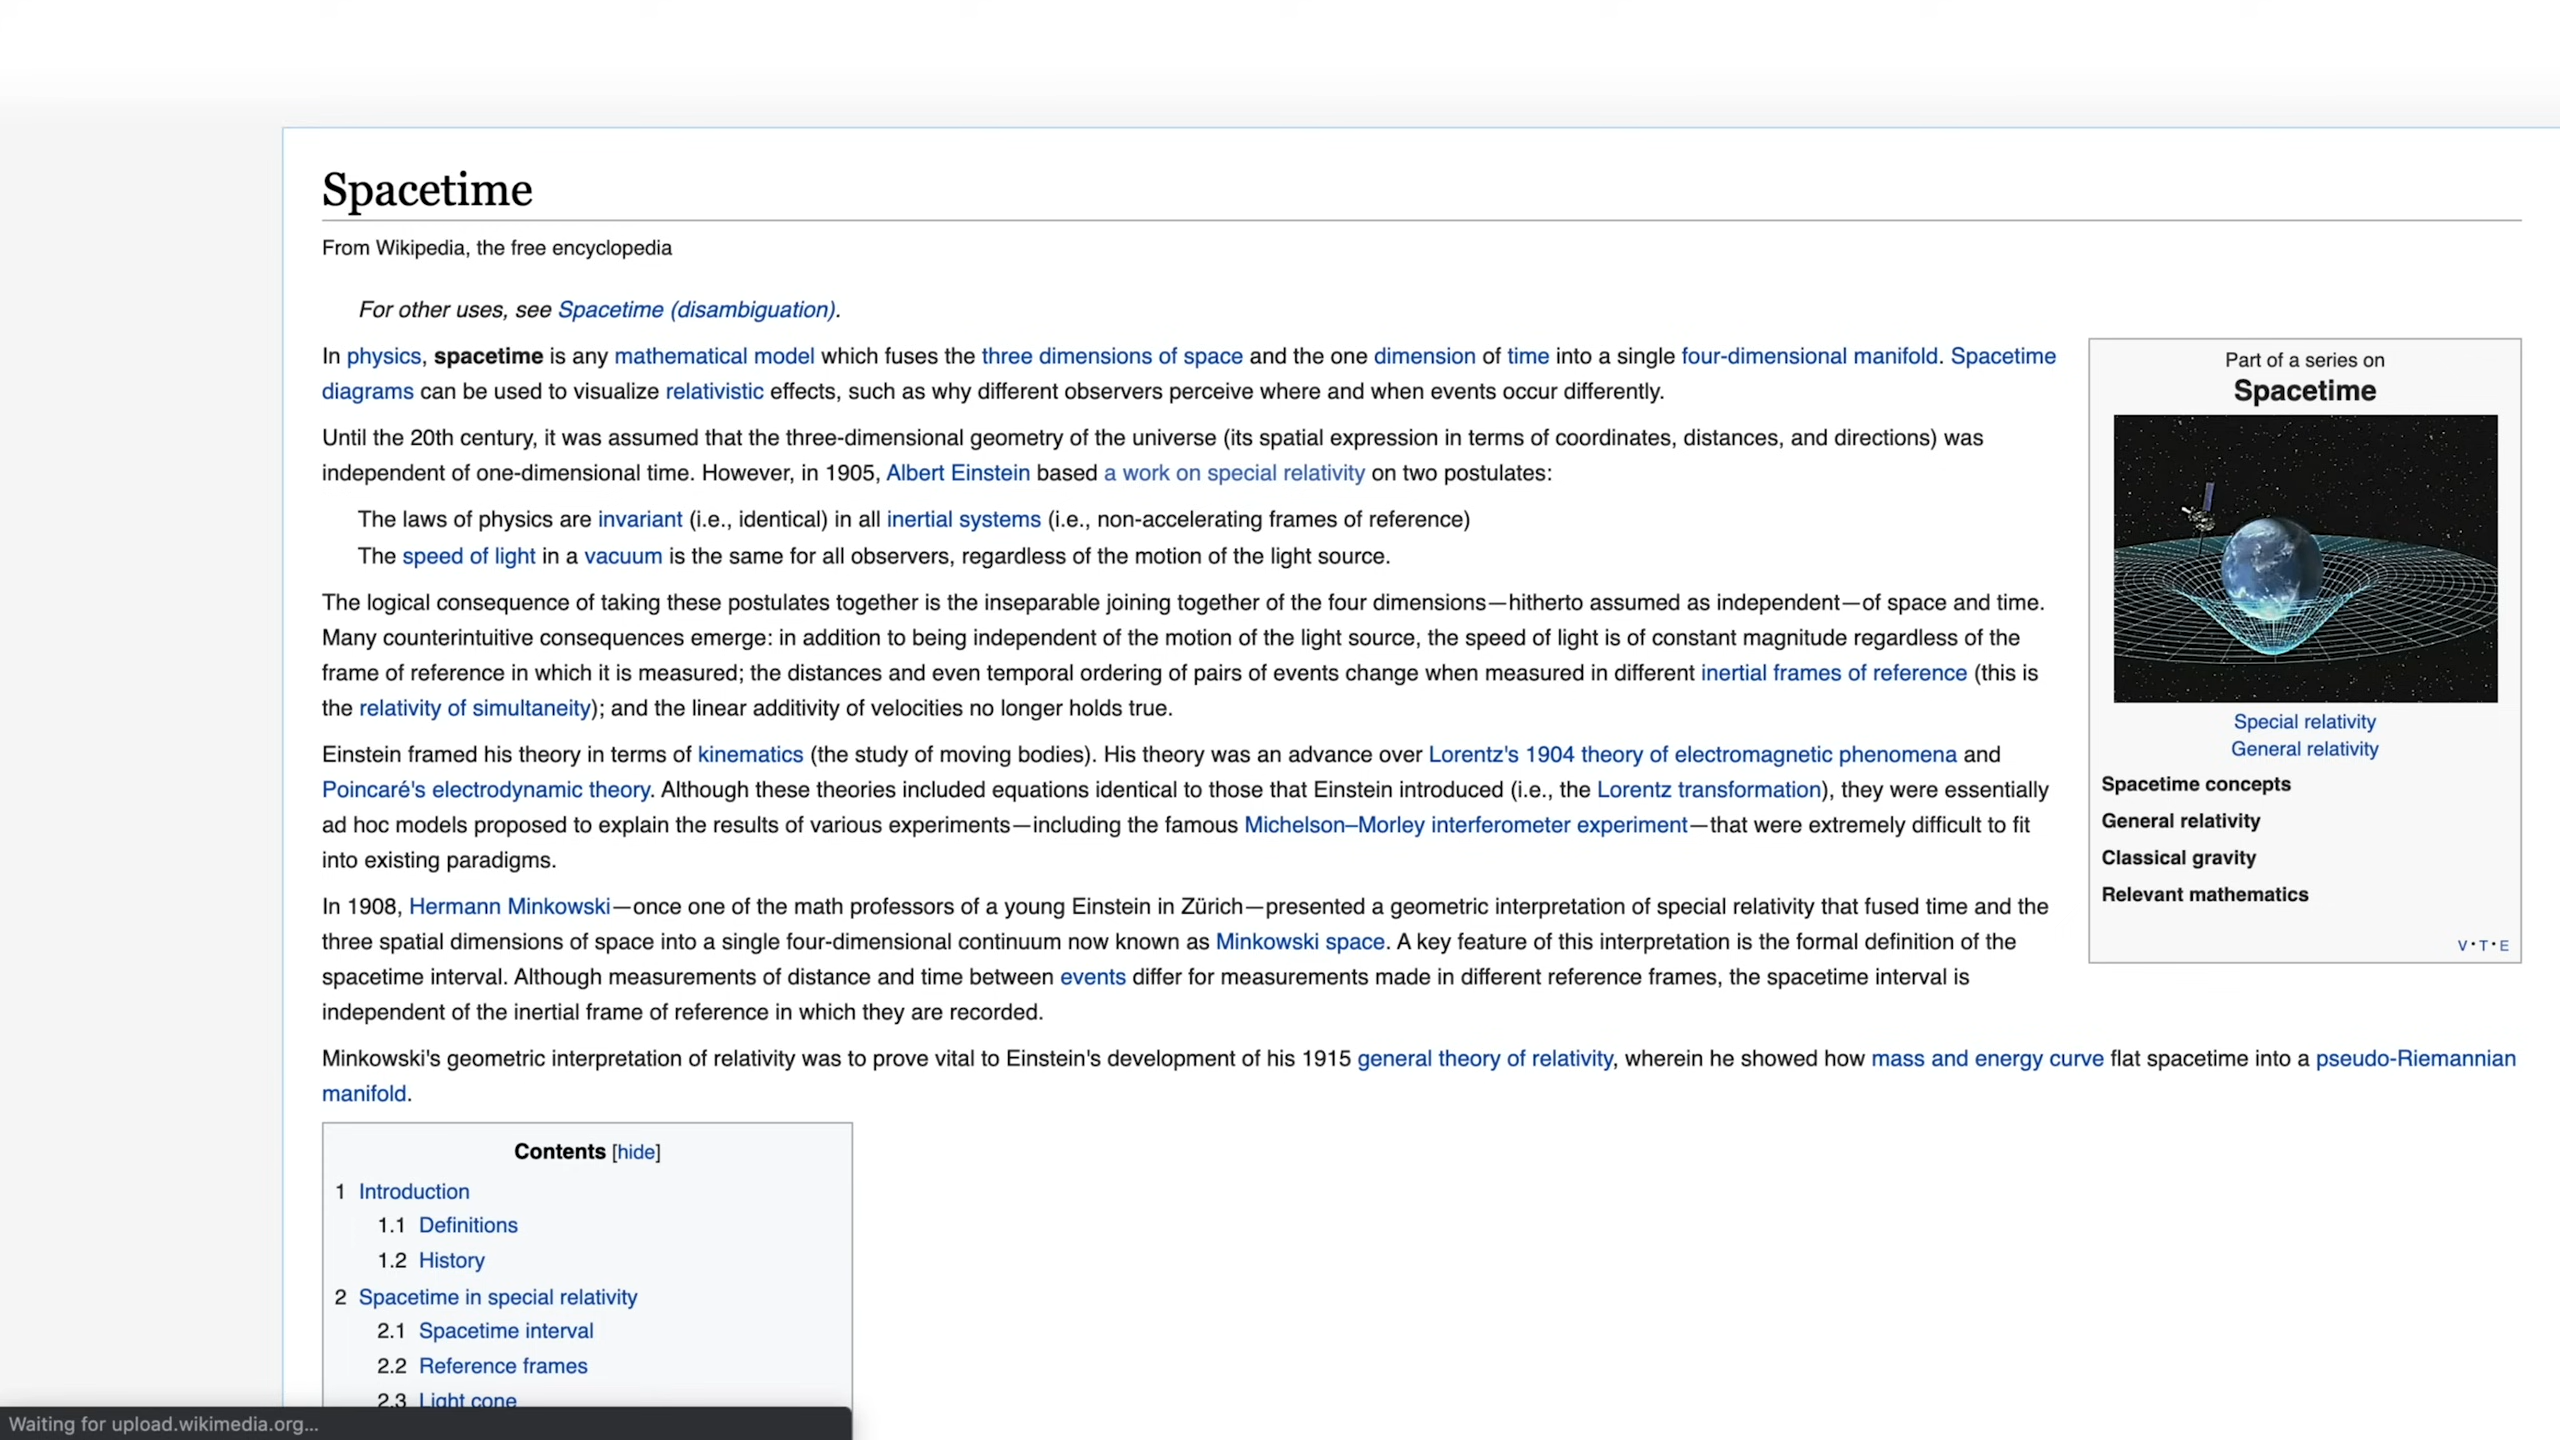 Spacetime
From Wikipedia, the free encyclopedia
For other uses, see Spacetime (disambiguation).
In physics, spacetime is any mathematical model which fuses the three dimensions of space and the one dimension of time into a single four-dimensional manifold. Spacetime
diagrams can be used to visualize relativistic effects, such as why different observers perceive where and when events occur differently.
Until the 20th century, it was assumed that the three-dimensional geometry of the universe (its spatial expression in terms of coordinates, distances, and directions) was
independent of one-dimensional time. However, in 1905, Albert Einstein based a work on special relativity on two postulates:
The laws of physics are invariant (i.e., identical) in all inertial systems (i.e., non-accelerating frames of reference)
The speed of light in a vacuum is the same for all observers, regardless of the motion of the light source.
The logical consequence of taking these postulates together is the inseparable joining together of the four dimensions—hitherto assumed as independent—of space and time.
Many counterintuitive consequences emerge: in addition to being independent of the motion of the light source, the speed of light is of constant magnitude regardless of the
frame of reference in which it is measured; the distances and even temporal ordering of pairs of events change when measured in different inertial frames of reference (this is
the relativity of simultaneity); and the linear additivity of velocities no longer holds true.
Einstein framed his theory in terms of kinematics (the study of moving bodies). His theory was an advance over Lorentz's 1904 theory of electromagnetic phenomena and
Poincaré's electrodynamic theory. Although these theories included equations identical to those that Einstein introduced (i.e., the Lorentz transformation), they were essentially
ad hoc models proposed to explain the results of various experiments—including the famous Michelson–Morley interferometer experiment—that were extremely difficult to fit
into existing paradigms.
In 1908, Hermann Minkowski—once one of the math professors of a young Einstein in Zürich—presented a geometric interpretation of special relativity that fused time and the
three spatial dimensions of space into a single four-dimensional continuum now known as Minkowski space. A key feature of this interpretation is the formal definition of the
spacetime interval. Although measurements of distance and time between events differ for measurements made in different reference frames, the spacetime interval is
independent of the inertial frame of reference in which they are recorded.
Minkowski's geometric interpretation of relativity was to prove vital to Einstein's development of his 1915 general theory of relativity, wherein he showed how mass and energy curve flat spacetime into a pseudo-Riemannian
manifold.
Part of a series on
Spacetime
Special relativity
General relativity
Spacetime concepts
General relativity
Classical gravity
Relevant mathematics
V·T·E
Contents [hide]
1 Introduction
1.1 Definitions
1.2 History
2 Spacetime in special relativity
2.1 Spacetime interval
2.2 Reference frames
2.3 Light cone
Waiting for upload.wikimedia.org...